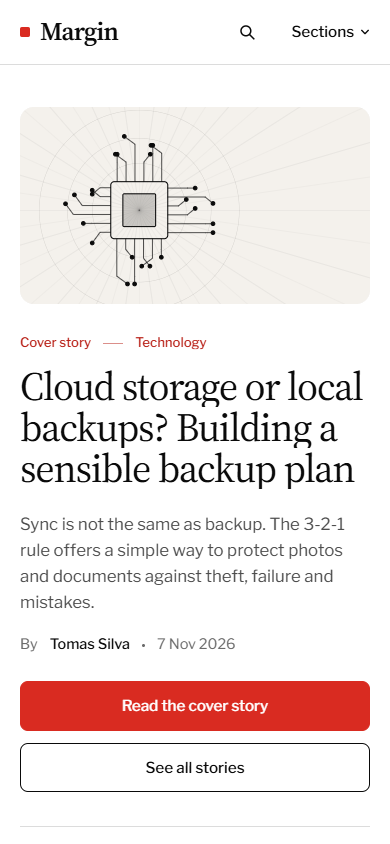 Margin
Sections
Cover story — Technology
Cloud storage or local
backups? Building a
sensible backup plan
Sync is not the same as backup. The 3-2-1
rule offers a simple way to protect photos
and documents against theft, failure and
mistakes.
By Tomas Silva • 7 Nov 2026
Read the cover story
See all stories